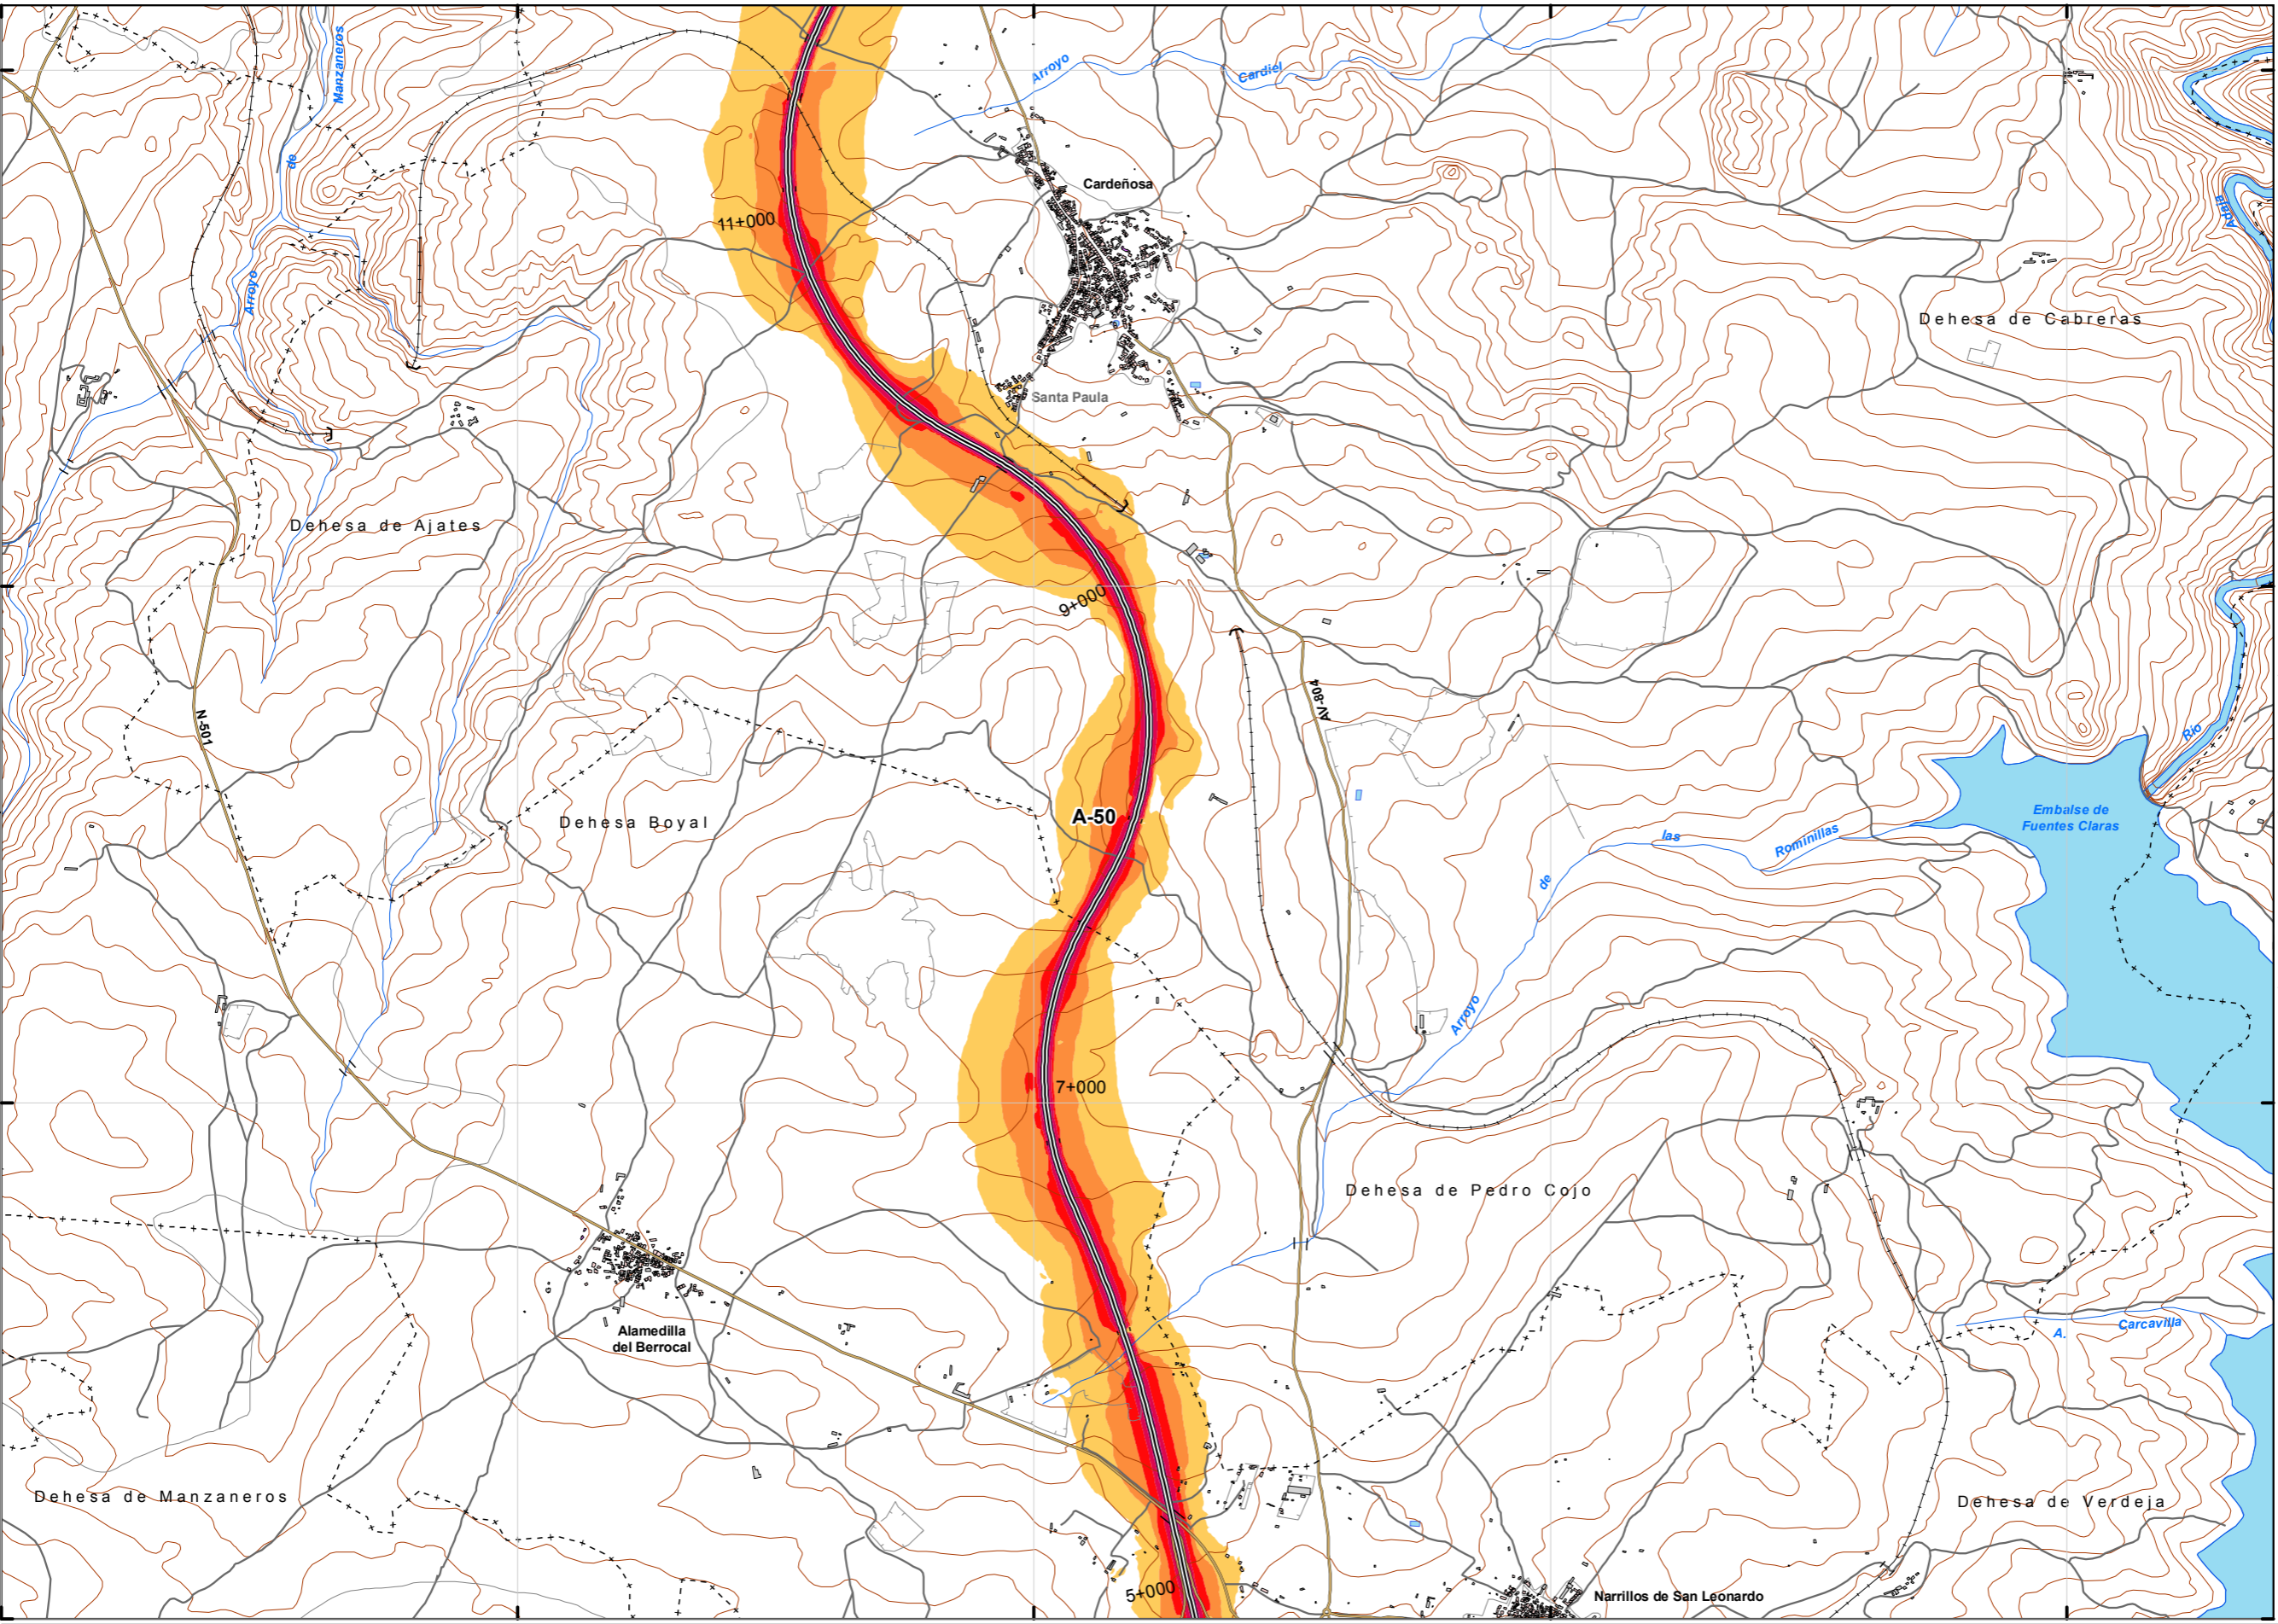 Manzaneros
de
Arroyo
Arroyo
Cardiel
Cardeñosa
11+000
Adaja
Dehesa de Cabreras
Santa Paula
Dehesa de Ajates
9+000
N-501
AV-804
Río
A-50
Dehesa Boyal
Embalse de
Fuentes Claras
las
Rominillas
de
Arroyo
7+000
Dehesa de Pedro Cojo
Alamedilla
del Berrocal
A.
Carcavilla
Dehesa de Manzaneros
Dehesa de Verdeja
5+000
Narrillos de San Leonardo